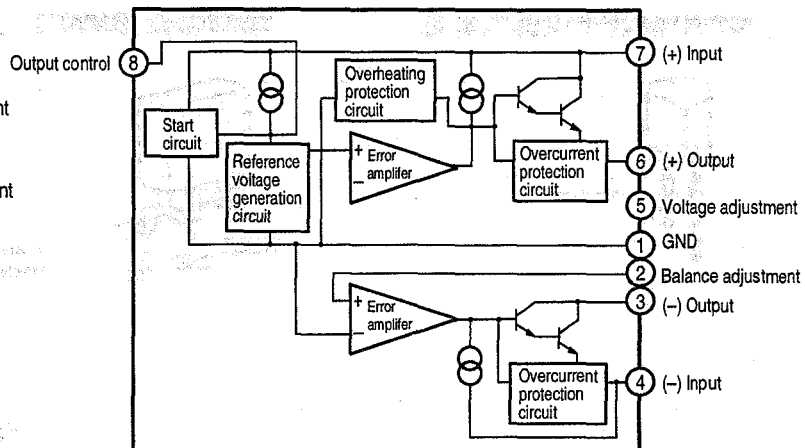 Output control
8
7
(+) Input
nt
nt
Start
circuit
Overheating
protection
circuit
Reference
voltage
generation
circuit
+
−
Error
amplifer
Overcurrent
protection
circuit
6
(+) Output
5
Voltage adjustment
1
GND
2
Balance adjustment
3
(–) Output
+
−
Error
amplifer
Overcurrent
protection
circuit
4
(–) Input